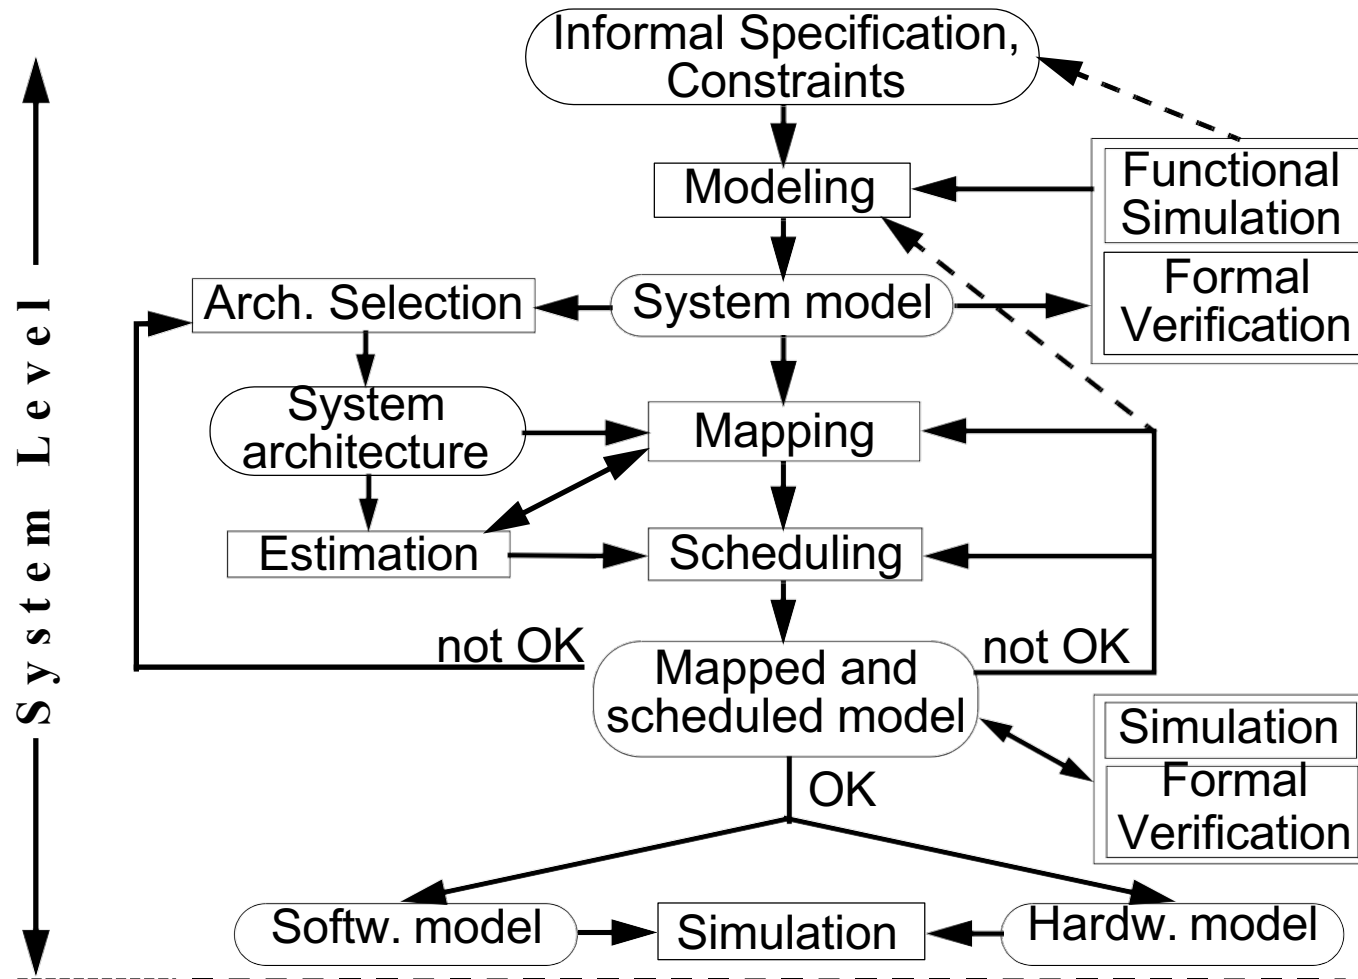 Informal Specification,
Constraints
Modeling
Functional
Simulation
Formal
Verification
Arch. Selection
System model
System
architecture
Mapping
Estimation
Scheduling
not OK
Mapped and
scheduled model
not OK
Simulation
Formal
Verification
OK
Softw. model
Simulation
Hardw. model
System Level